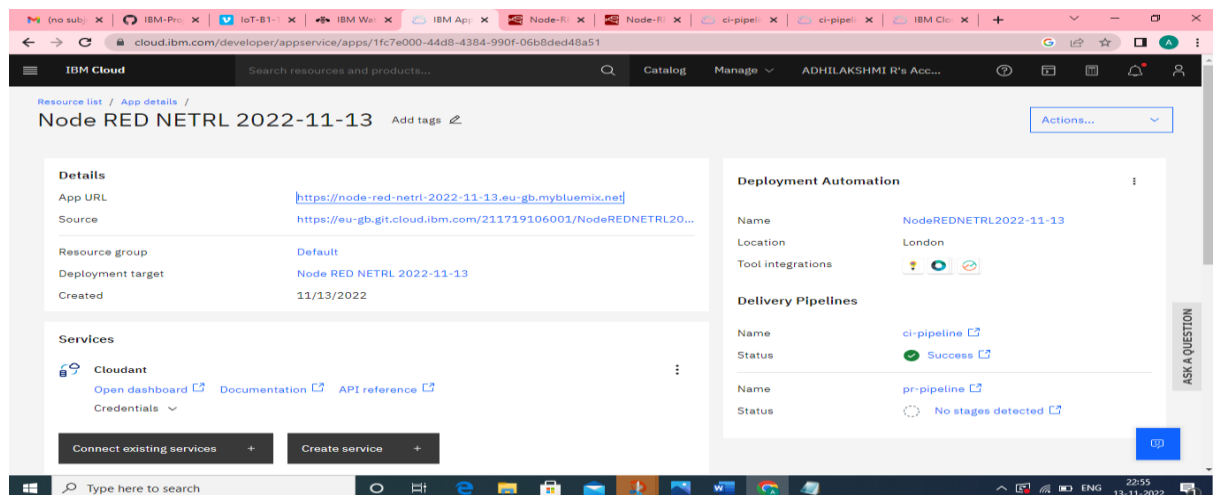 (no subj
IBM-Pro
IoT-B1-1
IBM Wat
IBM App
Node-RE
Node-RE
ci-pipeli
ci-pipeli
IBM Clo
cloud.ibm.com/developer/appservice/apps/1fc7e000-44d8-4384-990f-06b8ded48a51
IBM Cloud
Search resources and products...
Catalog
Manage
ADHILAKSHMI R's Acc...
Resource list / App details /
Node RED NETRL 2022-11-13 Add tags
Actions...
Details
App URL https://node-red-netrl-2022-11-13.eu-gb.mybluemix.net
Source https://eu-gb.git.cloud.ibm.com/211719106001/NodeREDNETRL20...
Resource group Default
Deployment target Node RED NETRL 2022-11-13
Created 11/13/2022
Services
Cloudant
Open dashboard Documentation API reference
Credentials
Connect existing services +
Create service +
Deployment Automation
Name NodeREDNETRL2022-11-13
Location London
Tool integrations
Delivery Pipelines
Name ci-pipeline
Status Success
Name pr-pipeline
Status No stages detected
ASK A QUESTION
Type here to search
ENG
22:55
13-11-2022